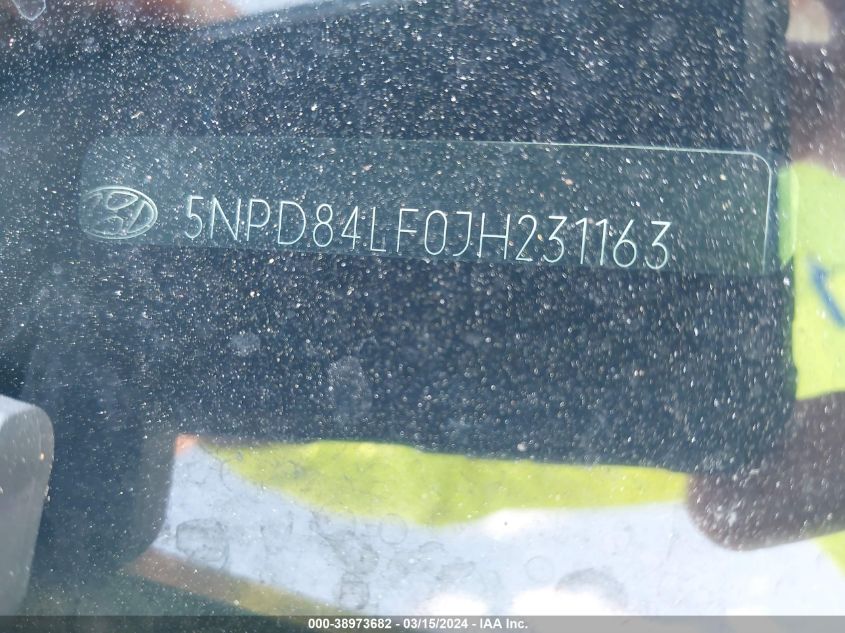 5NPD84LF0JH231163
000-38973682 - 03/15/2024 - IAA Inc.